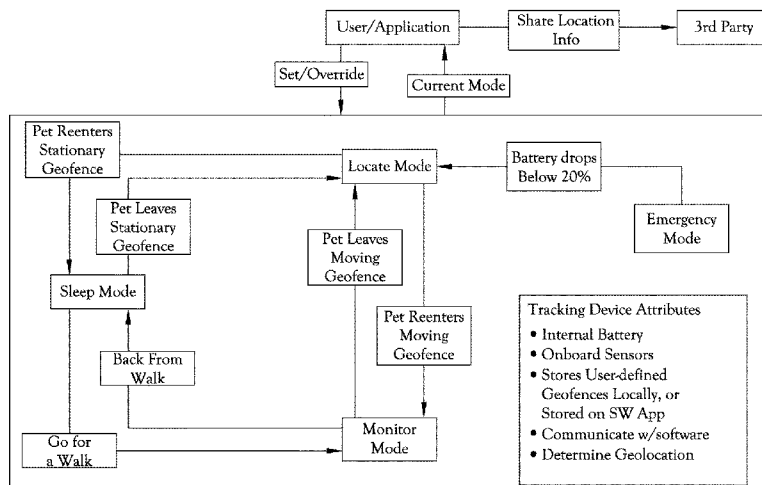 User/Application
Share Location
Info
3rd Party
Set/Override
Current Mode
Pet Reenters
Stationary
Geofence
Locate Mode
Battery drops
Below 20%
Pet Leaves
Stationary
Geofence
Emergency
Mode
Pet Leaves
Moving
Geofence
Sleep Mode
Pet Reenters
Moving
Geofence
Back From
Walk
Go for
a Walk
Monitor
Mode
Tracking Device Attributes
• Internal Battery
• Onboard Sensors
• Stores User-defined
Geofences Locally, or
Stored on SW App
• Communicate w/software
• Determine Geolocation